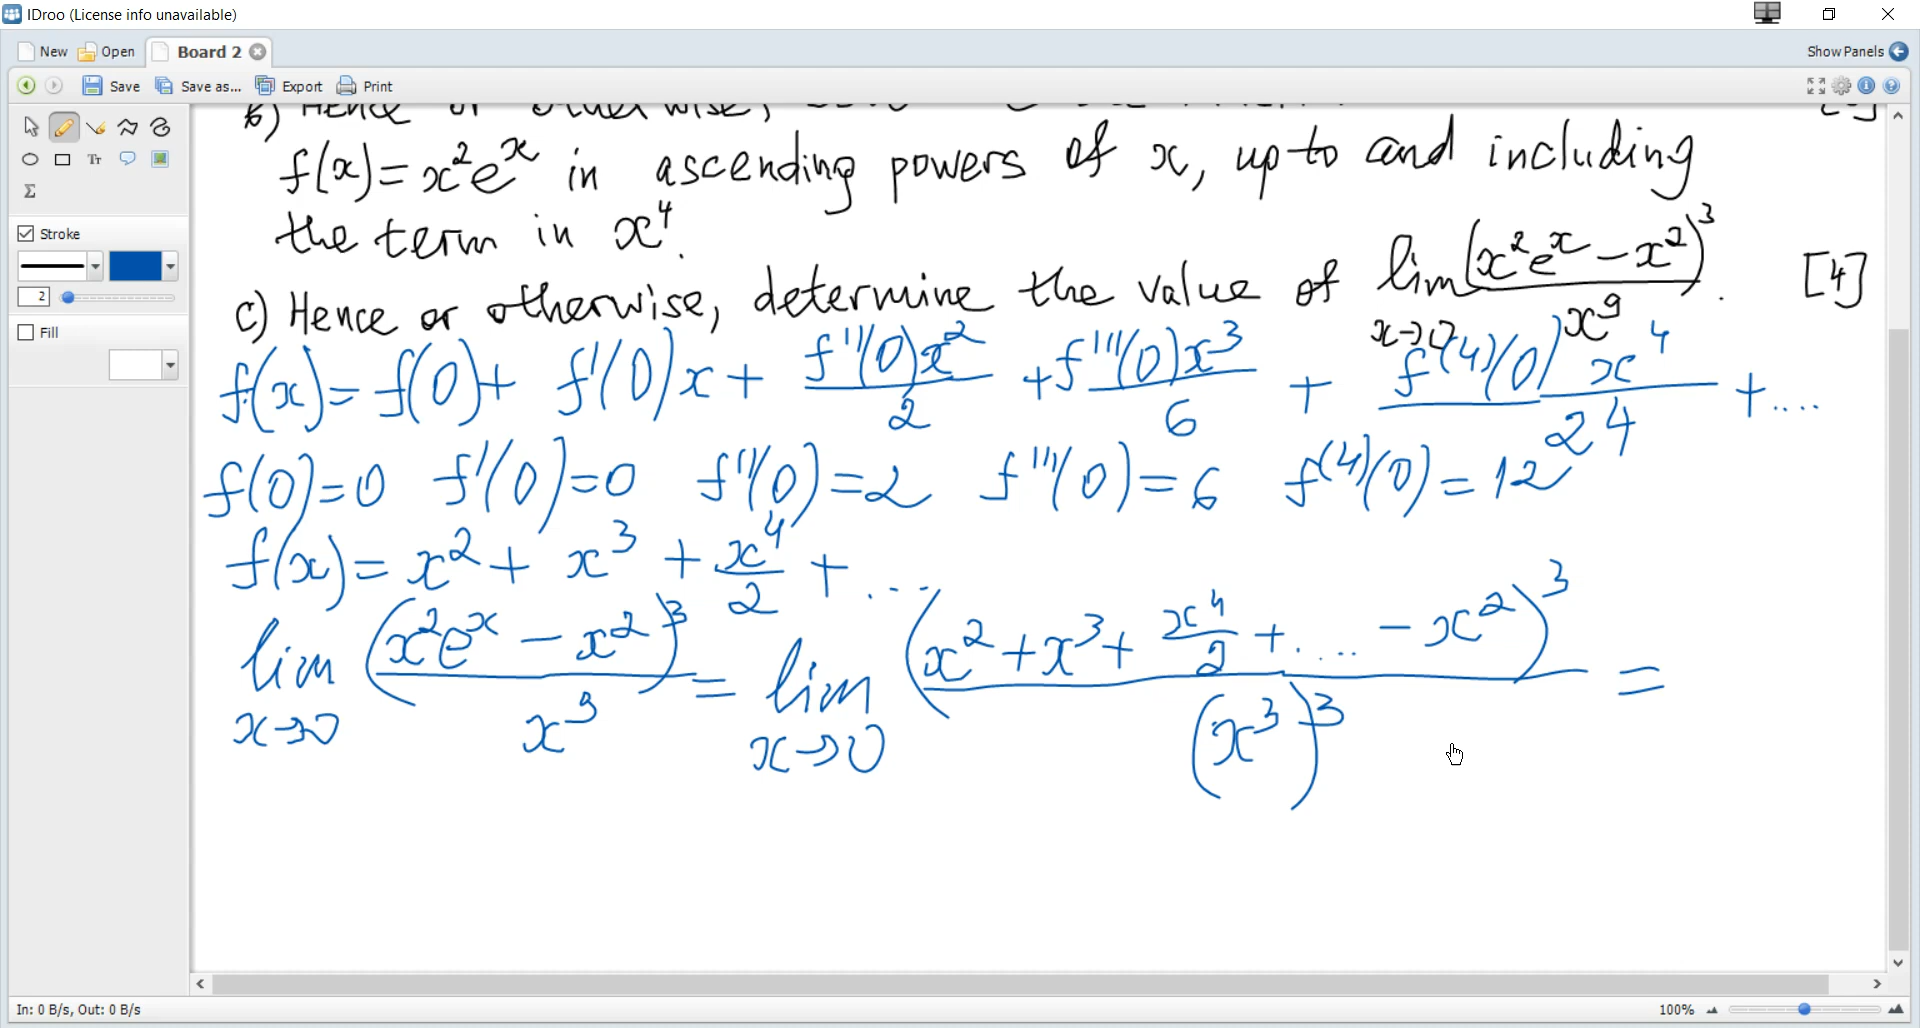 IDroo (License info unavailable)
New Open Board 2 Show Panels
Save Save as... Export Print
b) Hence or otherwise,
f(x)=x²eˣ in ascending powers of x, up to and including
the term in x⁴.
c) Hence or otherwise, determine the value of lim x→0 (x²eˣ – x²)³ / x⁹ . [4]
f(x) = f(0) + f'(0)x + f''(0)x²/2 + f'''(0)x³/6 + f⁽⁴⁾(0)x⁴/24 + ....
f(0)=0 f'(0)=0 f''(0)=2 f'''(0)=6 f⁽⁴⁾(0)=12
f(x) = x² + x³ + x⁴/2 + ...
lim x→0 (x²eˣ – x²)³ / x⁹ = lim x→0 (x² + x³ + x⁴/2 + .... – x²)³ / (x³)³ =
Stroke
2
Fill
In: 0 B/s, Out: 0 B/s 100%